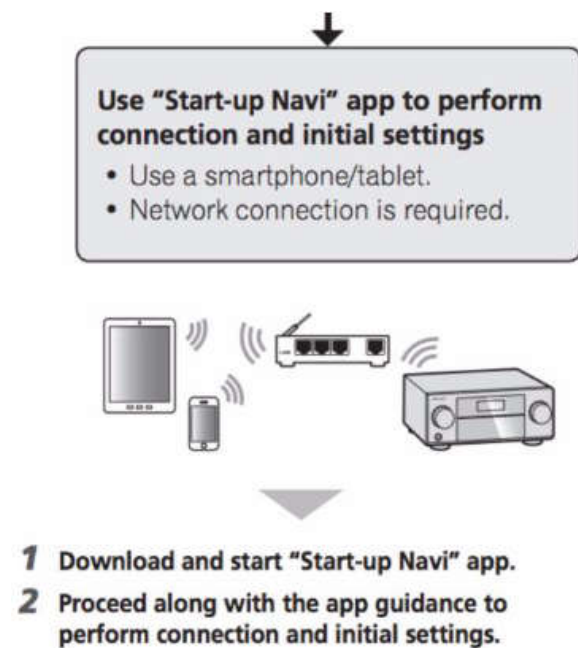 Use "Start-up Navi" app to perform
connection and initial settings
• Use a smartphone/tablet.
• Network connection is required.
1 Download and start "Start-up Navi" app.
2 Proceed along with the app guidance to
perform connection and initial settings.